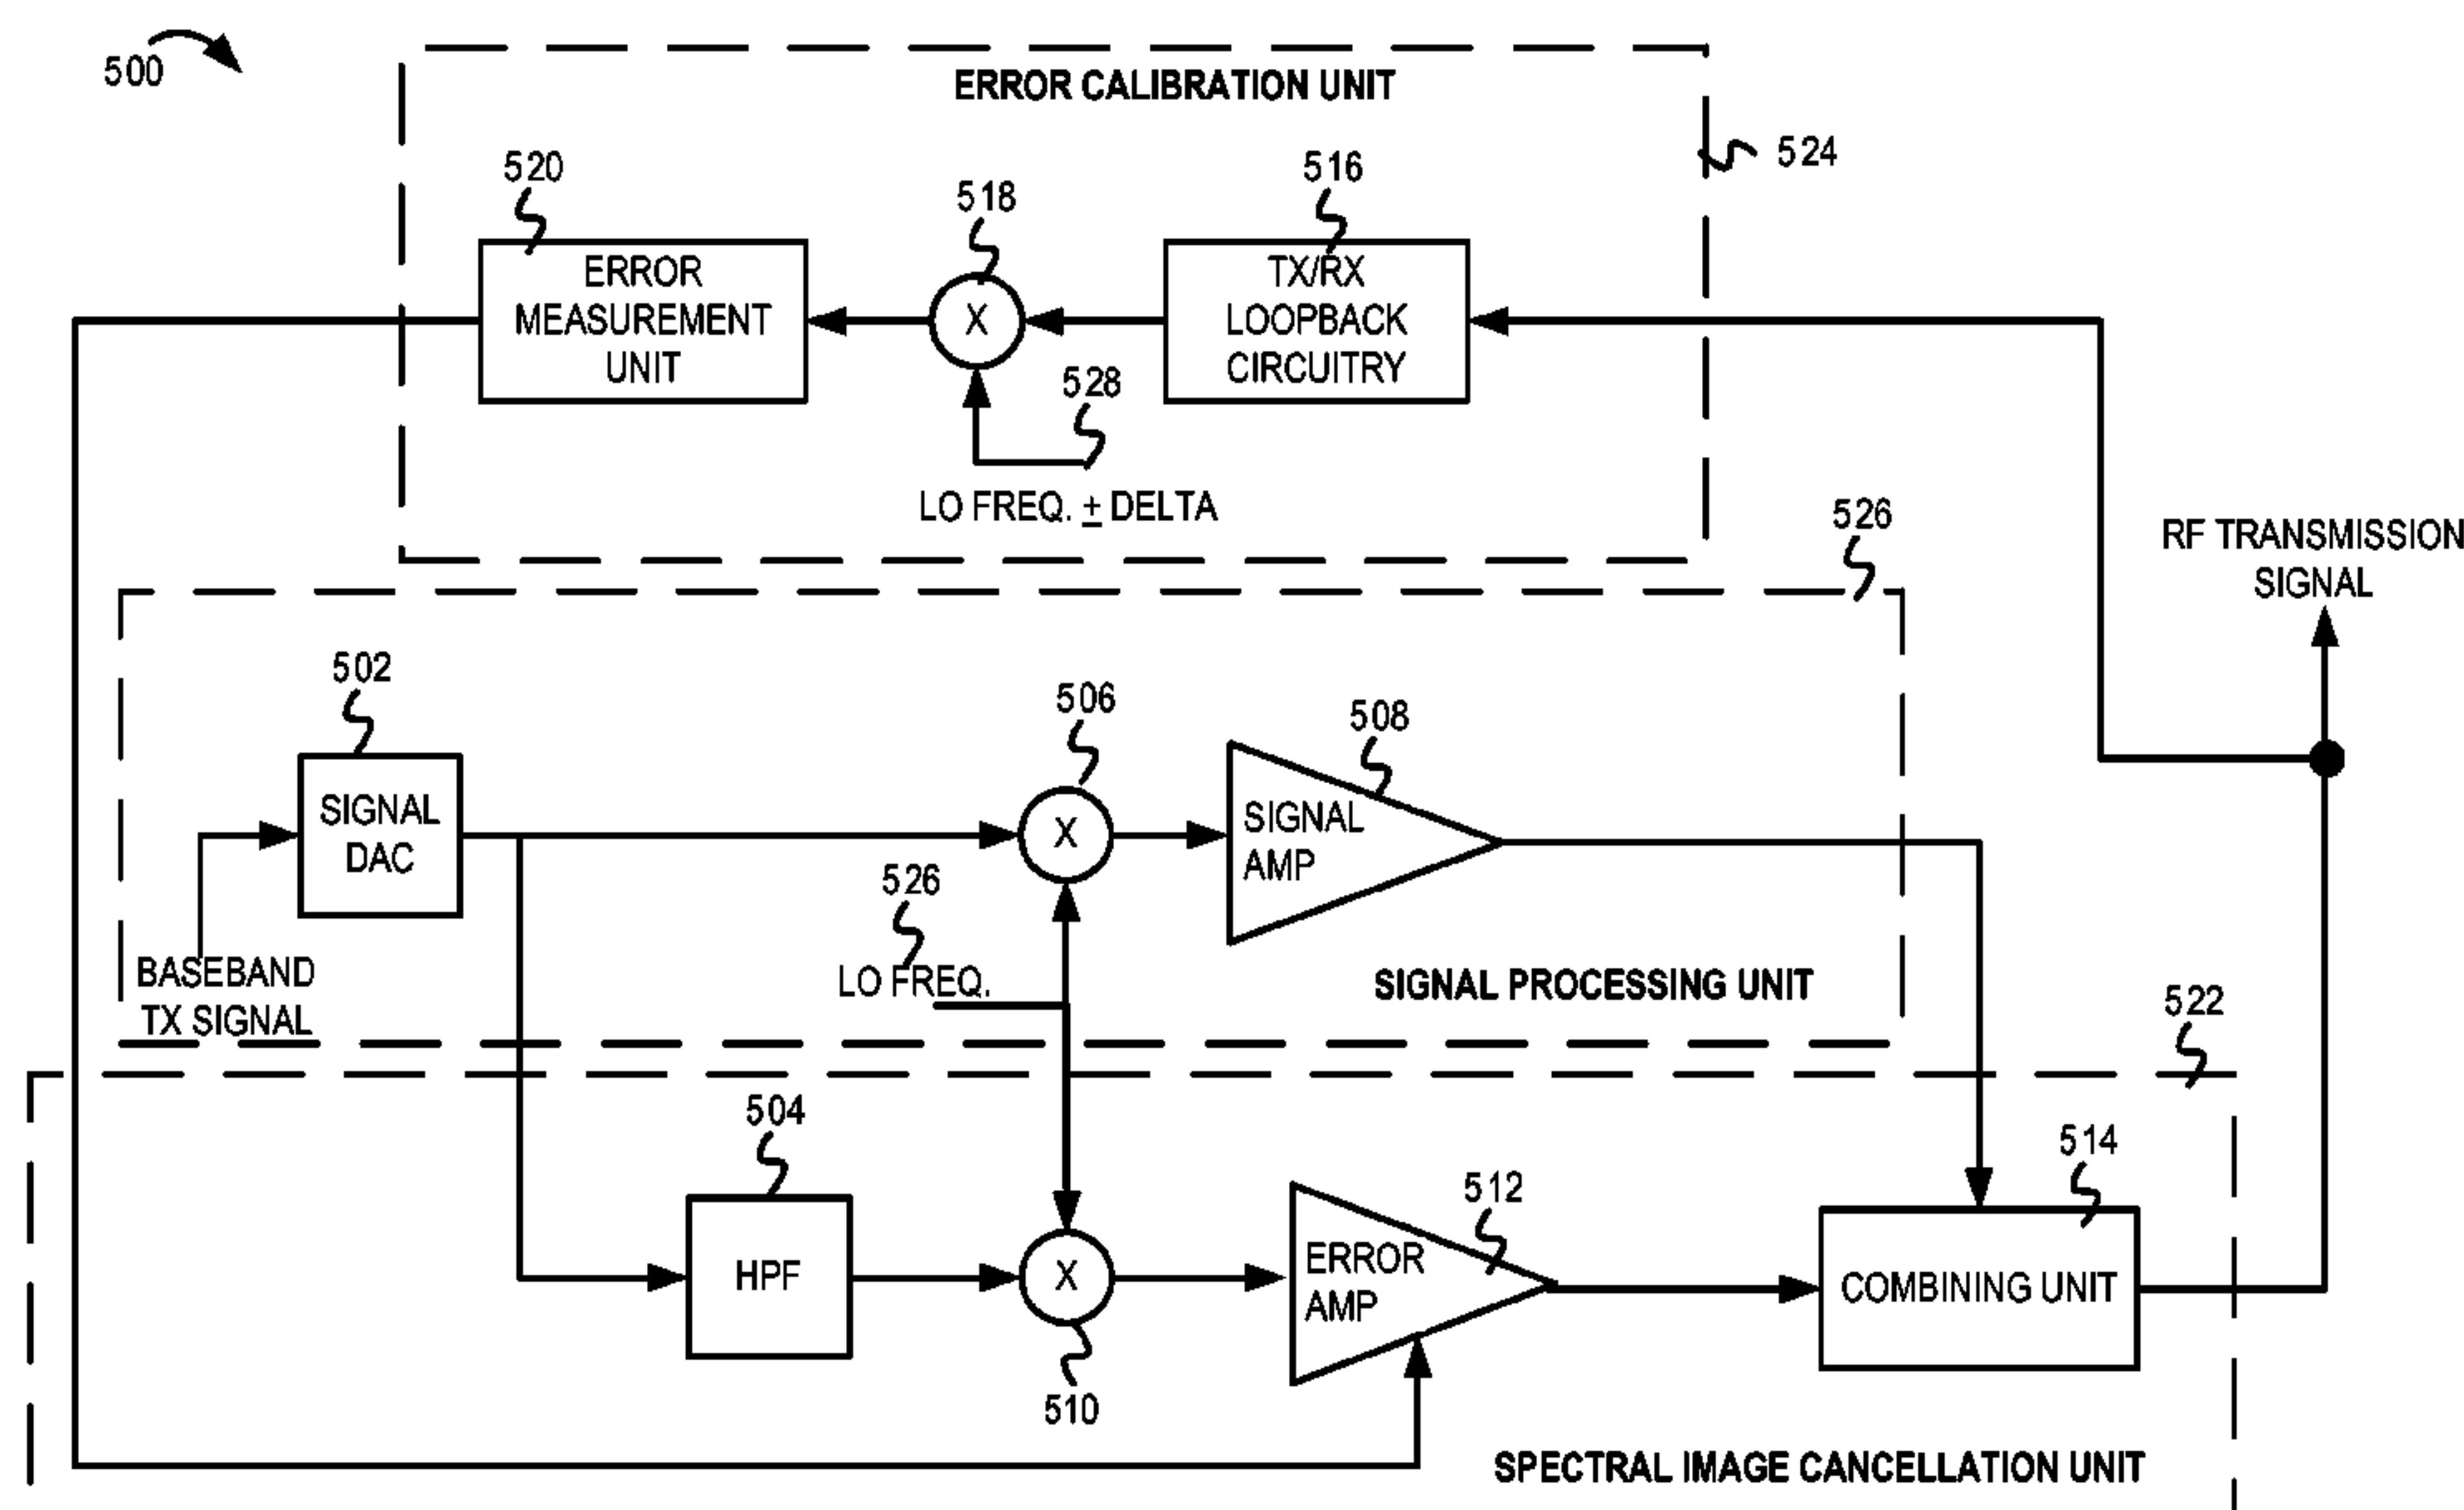 500
ERROR CALIBRATION UNIT
524
520
518
516
ERROR
MEASUREMENT
UNIT
X
TX/RX
LOOPBACK
CIRCUITRY
528
LO FREQ. ± DELTA
526
RF TRANSMISSION
SIGNAL
502
506
508
SIGNAL
DAC
X
SIGNAL
AMP
526
LO FREQ.
BASEBAND
TX SIGNAL
SIGNAL PROCESSING UNIT
522
504
514
512
HPF
X
ERROR
AMP
COMBINING UNIT
510
SPECTRAL IMAGE CANCELLATION UNIT